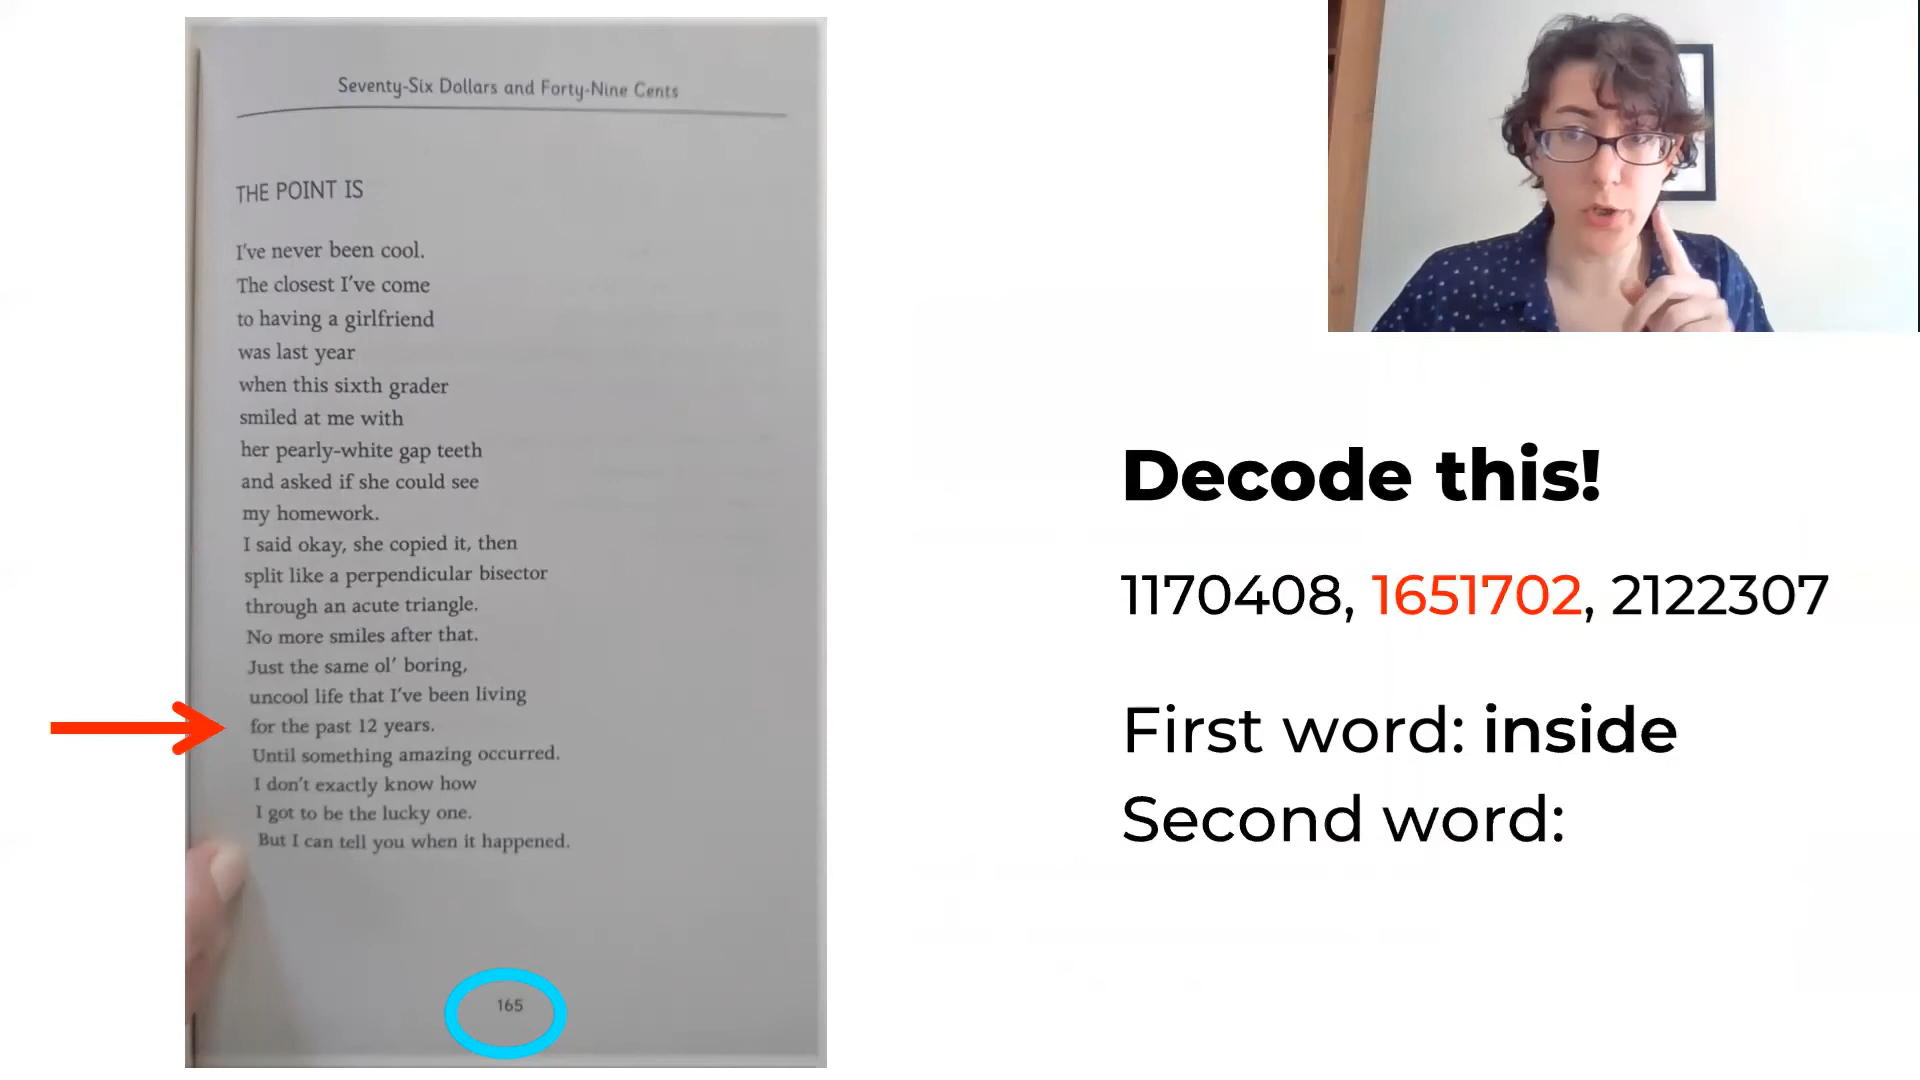 Seventy-Six Dollars and Forty-Nine Cents
THE POINT IS
I've never been cool.
The closest I've come
to having a girlfriend
was last year
when this sixth grader
smiled at me with
her pearly-white gap teeth
and asked if she could see
my homework.
I said okay, she copied it, then
split like a perpendicular bisector
through an acute triangle.
No more smiles after that.
Just the same ol' boring,
uncool life that I've been living
for the past 12 years.
Until something amazing occurred.
I don't exactly know how
I got to be the lucky one.
But I can tell you when it happened.
165
Decode this!
1170408, 1651702, 2122307
First word: inside
Second word: